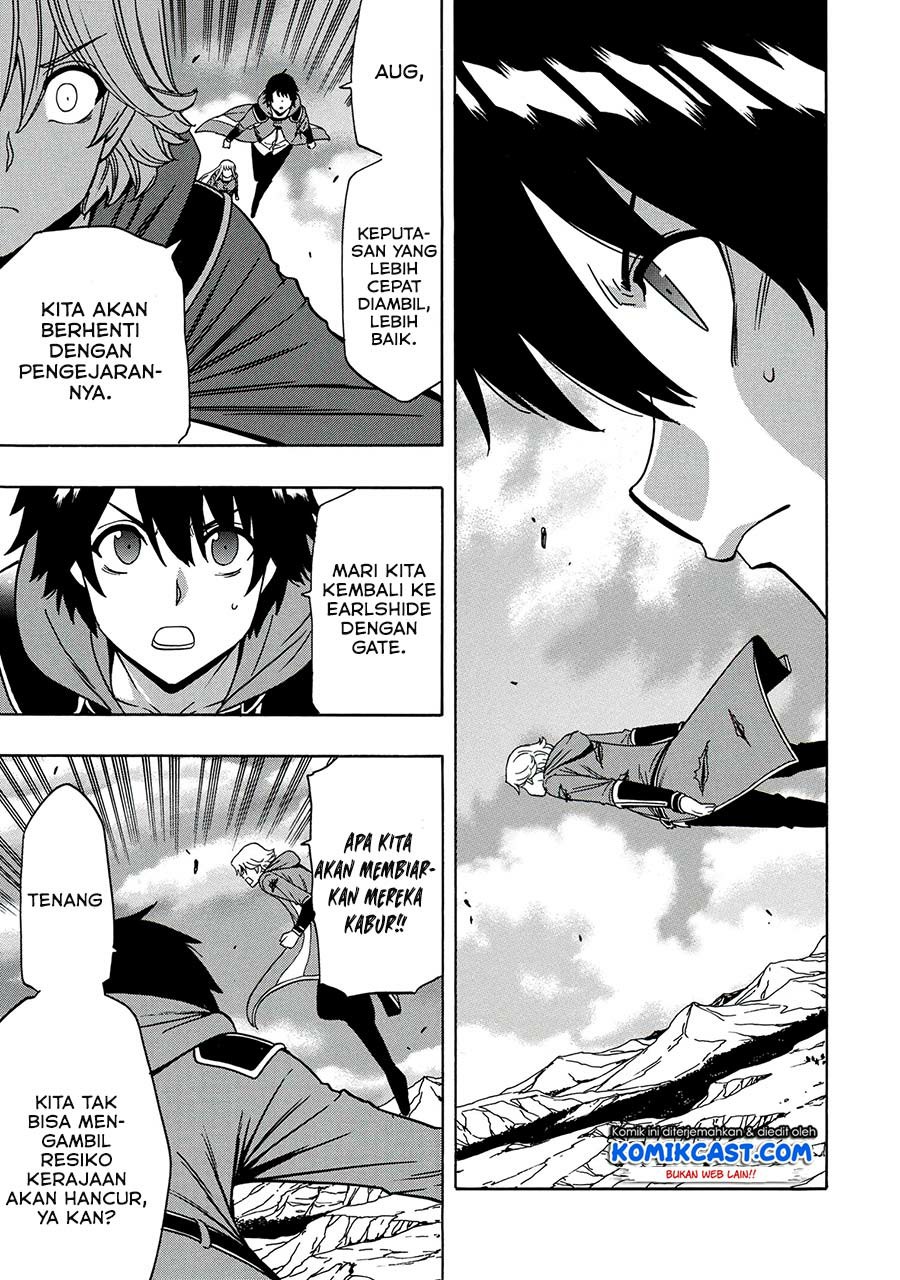 AUG,
KEPUTA-
SAN YANG
LEBIH
CEPAT
DIAMBIL,
LEBIH
BAIK.
KITA AKAN
BERHENTI
DENGAN
PENGEJARAN-
NYA.
MARI KITA
KEMBALI KE
EARLSHIDE
DENGAN
GATE.
APA KITA
AKAN MEMBIAR-
KAN MEREKA
KABUR!!
TENANG
KITA TAK
BISA MEN-
GAMBIL
RESIKO
KERAJAAN
AKAN HANCUR,
YA KAN?
Komik ini diterjemahkan & diedit oleh
KOMIKCAST.COM
BUKAN WEB LAIN!!